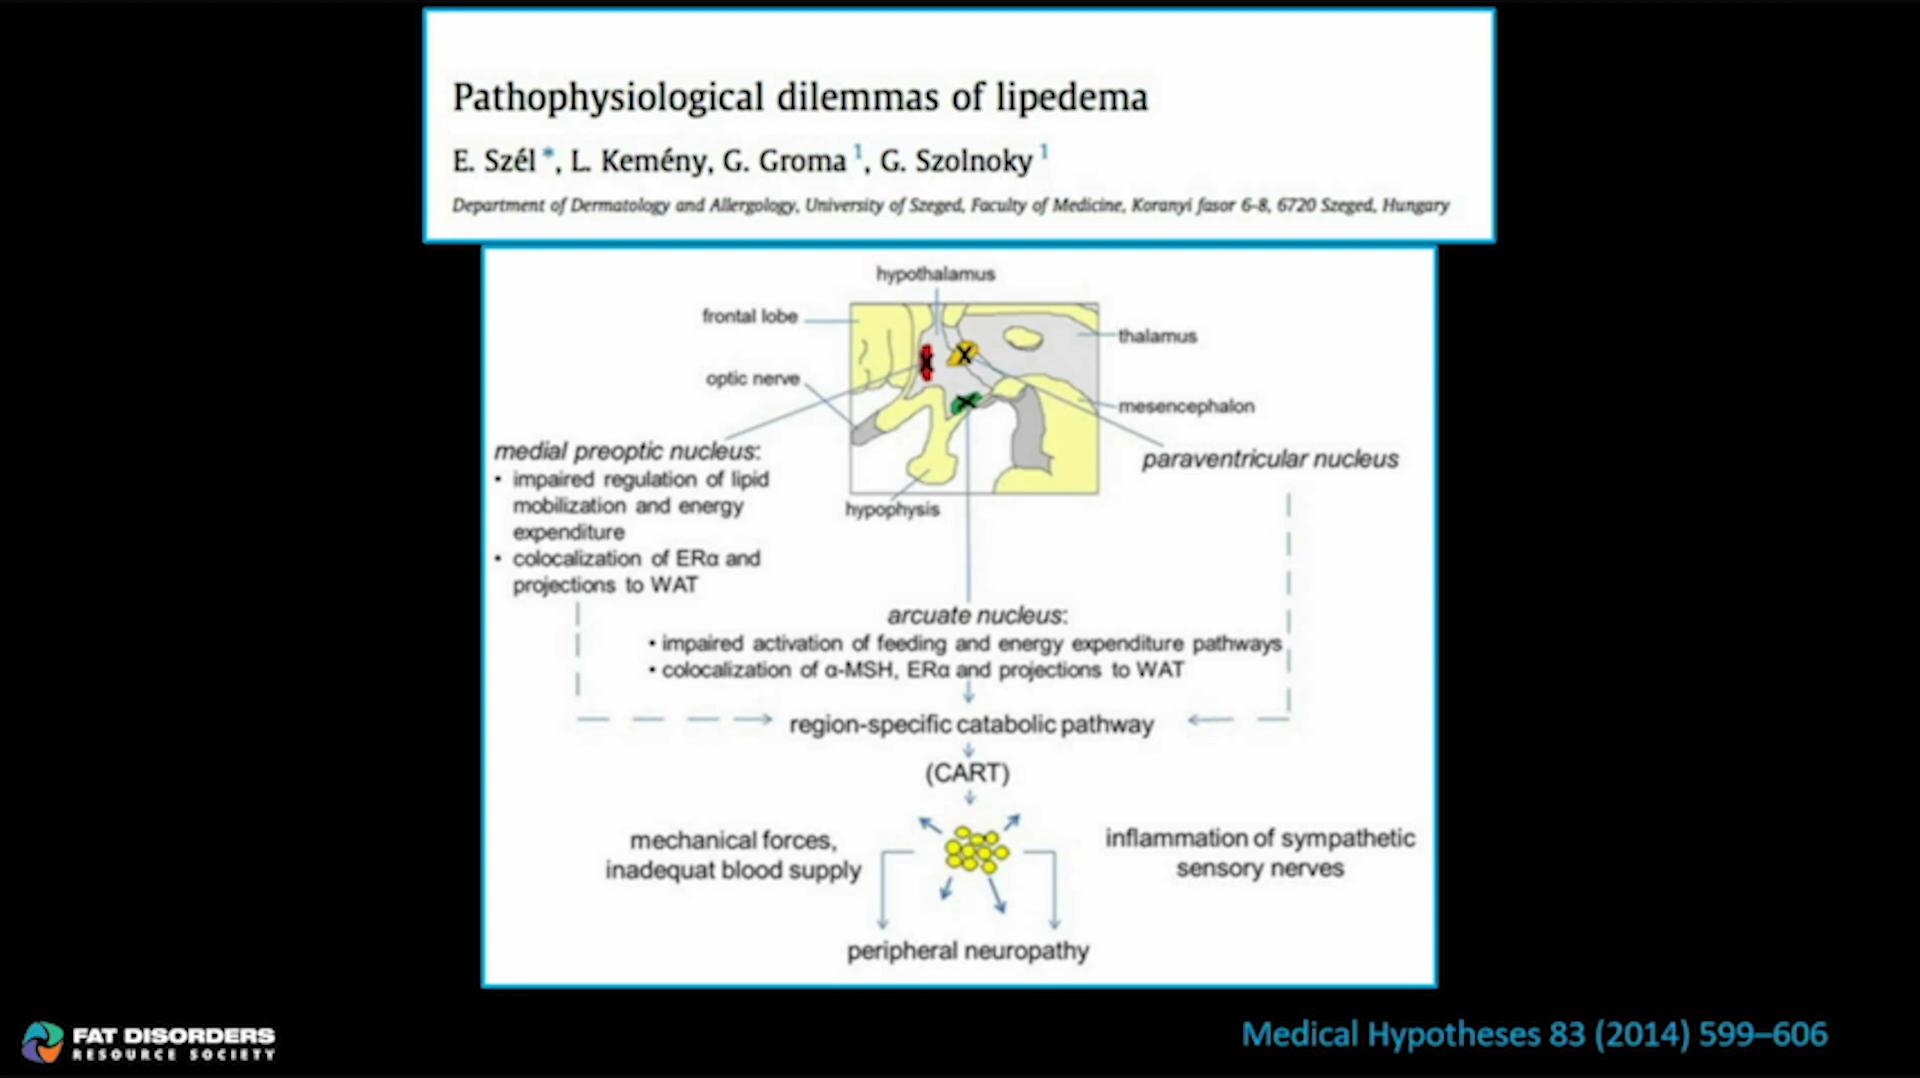 Pathophysiological dilemmas of lipedema
E. Szél *, L. Kemény, G. Groma ¹, G. Szolnoky ¹
Department of Dermatology and Allergology, University of Szeged, Faculty of Medicine, Koranyi fasor 6-8, 6720 Szeged, Hungary
hypothalamus
frontal lobe
thalamus
optic nerve
mesencephalon
medial preoptic nucleus:
• impaired regulation of lipid
mobilization and energy
expenditure
• colocalization of ERα and
projections to WAT
paraventricular nucleus
hypophysis
arcuate nucleus:
• impaired activation of feeding and energy expenditure pathways
• colocalization of α-MSH, ERα and projections to WAT
region-specific catabolic pathway
(CART)
mechanical forces,
inadequat blood supply
inflammation of sympathetic
sensory nerves
peripheral neuropathy
FAT DISORDERS
RESOURCE SOCIETY
Medical Hypotheses 83 (2014) 599–606